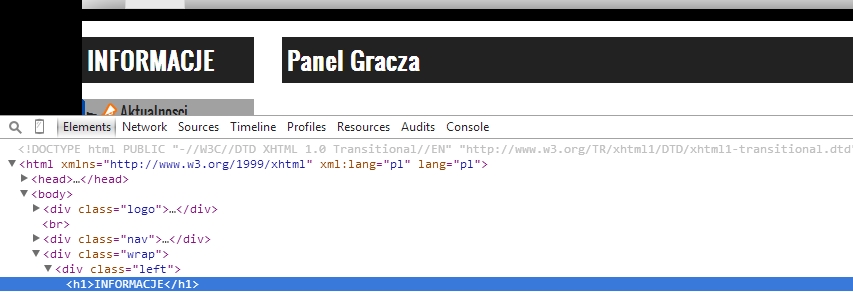 INFORMACJE Panel Gracza
Aktualnosci
Elements Network Sources Timeline Profiles Resources Audits Console
<!DOCTYPE html PUBLIC "-//W3C//DTD XHTML 1.0 Transitional//EN" "http://www.w3.org/TR/xhtml1/DTD/xhtml1-transitional.dtd"
▼<html xmlns="http://www.w3.org/1999/xhtml" xml:lang="pl" lang="pl">
▶<head>…</head>
▼<body>
▶<div class="logo">…</div>
<br>
▶<div class="nav">…</div>
▼<div class="wrap">
▼<div class="left">
<h1>INFORMACJE</h1>